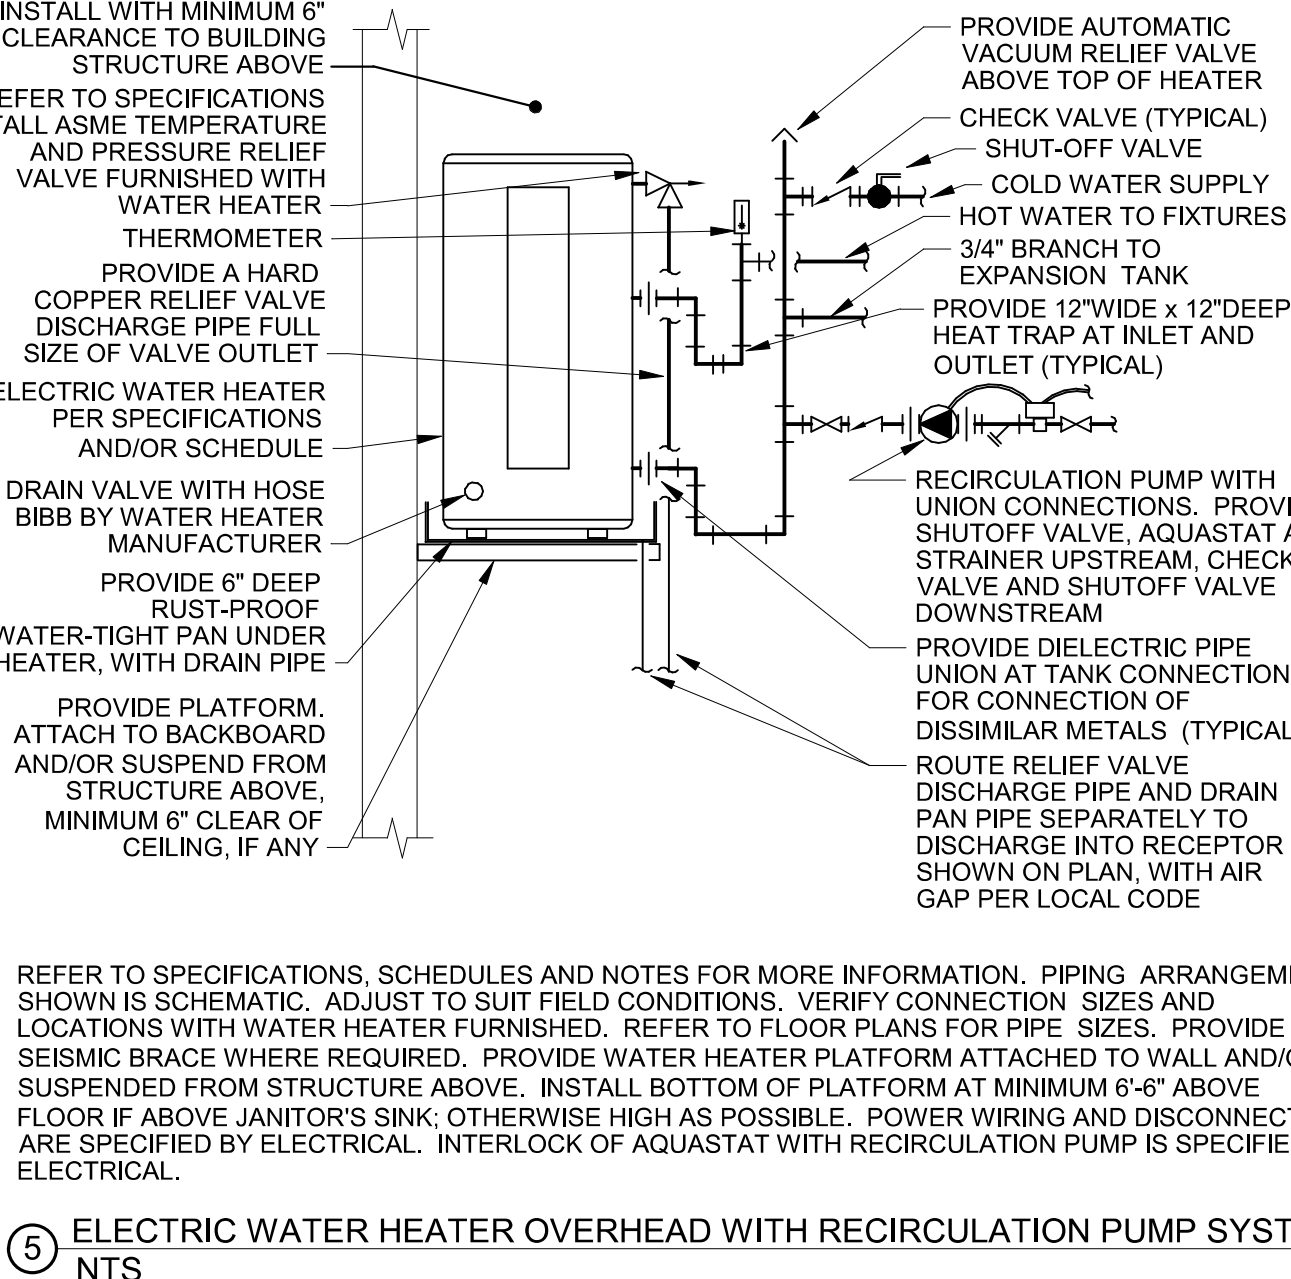 INSTALL WITH MINIMUM 6"
CLEARANCE TO BUILDING
STRUCTURE ABOVE
TO SPECIFICATIONS
ASME TEMPERATURE
AND PRESSURE RELIEF
VALVE FURNISHED WITH
WATER HEATER
THERMOMETER
PROVIDE A HARD
COPPER RELIEF VALVE
DISCHARGE PIPE FULL
SIZE OF VALVE OUTLET
ELECTRIC WATER HEATER
PER SPECIFICATIONS
AND/OR SCHEDULE
DRAIN VALVE WITH HOSE
BIBB BY WATER HEATER
MANUFACTURER
PROVIDE 6" DEEP
RUST-PROOF
WATER-TIGHT PAN UNDER
HEATER, WITH DRAIN PIPE
PROVIDE PLATFORM.
ATTACH TO BACKBOARD
AND/OR SUSPEND FROM
STRUCTURE ABOVE,
MINIMUM 6" CLEAR OF
CEILING, IF ANY
PROVIDE AUTOMATIC
VACUUM RELIEF VALVE
ABOVE TOP OF HEATER
CHECK VALVE (TYPICAL)
SHUT-OFF VALVE
COLD WATER SUPPLY
HOT WATER TO FIXTURES
3/4" BRANCH TO
EXPANSION TANK
PROVIDE 12"WIDE x 12"DEEP
HEAT TRAP AT INLET AND
OUTLET (TYPICAL)
RECIRCULATION PUMP WITH
UNION CONNECTIONS. 
SHUTOFF VALVE, AQUASTAT
STRAINER UPSTREAM, CHECK
VALVE AND SHUTOFF VALVE
DOWNSTREAM
PROVIDE DIELECTRIC PIPE
UNION AT TANK CONNECTION
FOR CONNECTION OF
DISSIMILAR METALS (TYPICAL
ROUTE RELIEF VALVE
DISCHARGE PIPE AND DRAIN
PAN PIPE SEPARATELY TO
DISCHARGE INTO RECEPTOR
SHOWN ON PLAN, WITH AIR
GAP PER LOCAL CODE
REFER TO SPECIFICATIONS, SCHEDULES AND NOTES FOR MORE INFORMATION. PIPING
SHOWN IS SCHEMATIC. ADJUST TO SUIT FIELD CONDITIONS. VERIFY CONNECTION SIZES AND
LOCATIONS WITH WATER HEATER FURNISHED. REFER TO FLOOR PLANS FOR PIPE SIZES. PROVIDE
SEISMIC BRACE WHERE REQUIRED. PROVIDE WATER HEATER PLATFORM ATTACHED TO WALL
SUSPENDED FROM STRUCTURE ABOVE. INSTALL BOTTOM OF PLATFORM AT MINIMUM 6'-6" ABOVE
FLOOR IF ABOVE JANITOR'S SINK; OTHERWISE HIGH AS POSSIBLE. POWER WIRING AND DISCONNECT
ARE SPECIFIED BY ELECTRICAL. INTERLOCK OF AQUASTAT WITH RECIRCULATION PUMP IS
ELECTRICAL.
5 ELECTRIC WATER HEATER OVERHEAD WITH RECIRCULATION PUMP
NTS